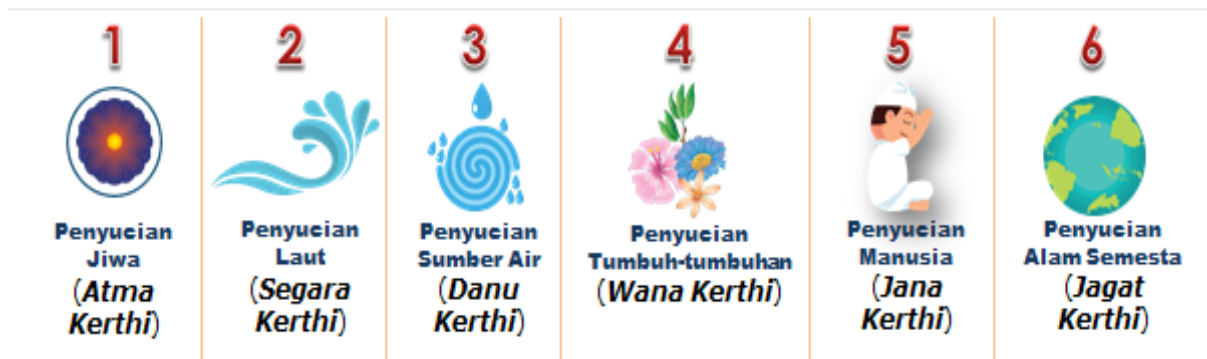 1
Penyucian
Jiwa
(Atma
Kerthi)
2
Penyucian
Laut
(Segara
Kerthi)
3
Penyucian
Sumber Air
(Danu
Kerthi)
4
Penyucian
Tumbuh-tumbuhan
(Wana Kerthi)
5
Penyucian
Manusia
(Jana
Kerthi)
6
Penyucian
Alam Semesta
(Jagat
Kerthi)